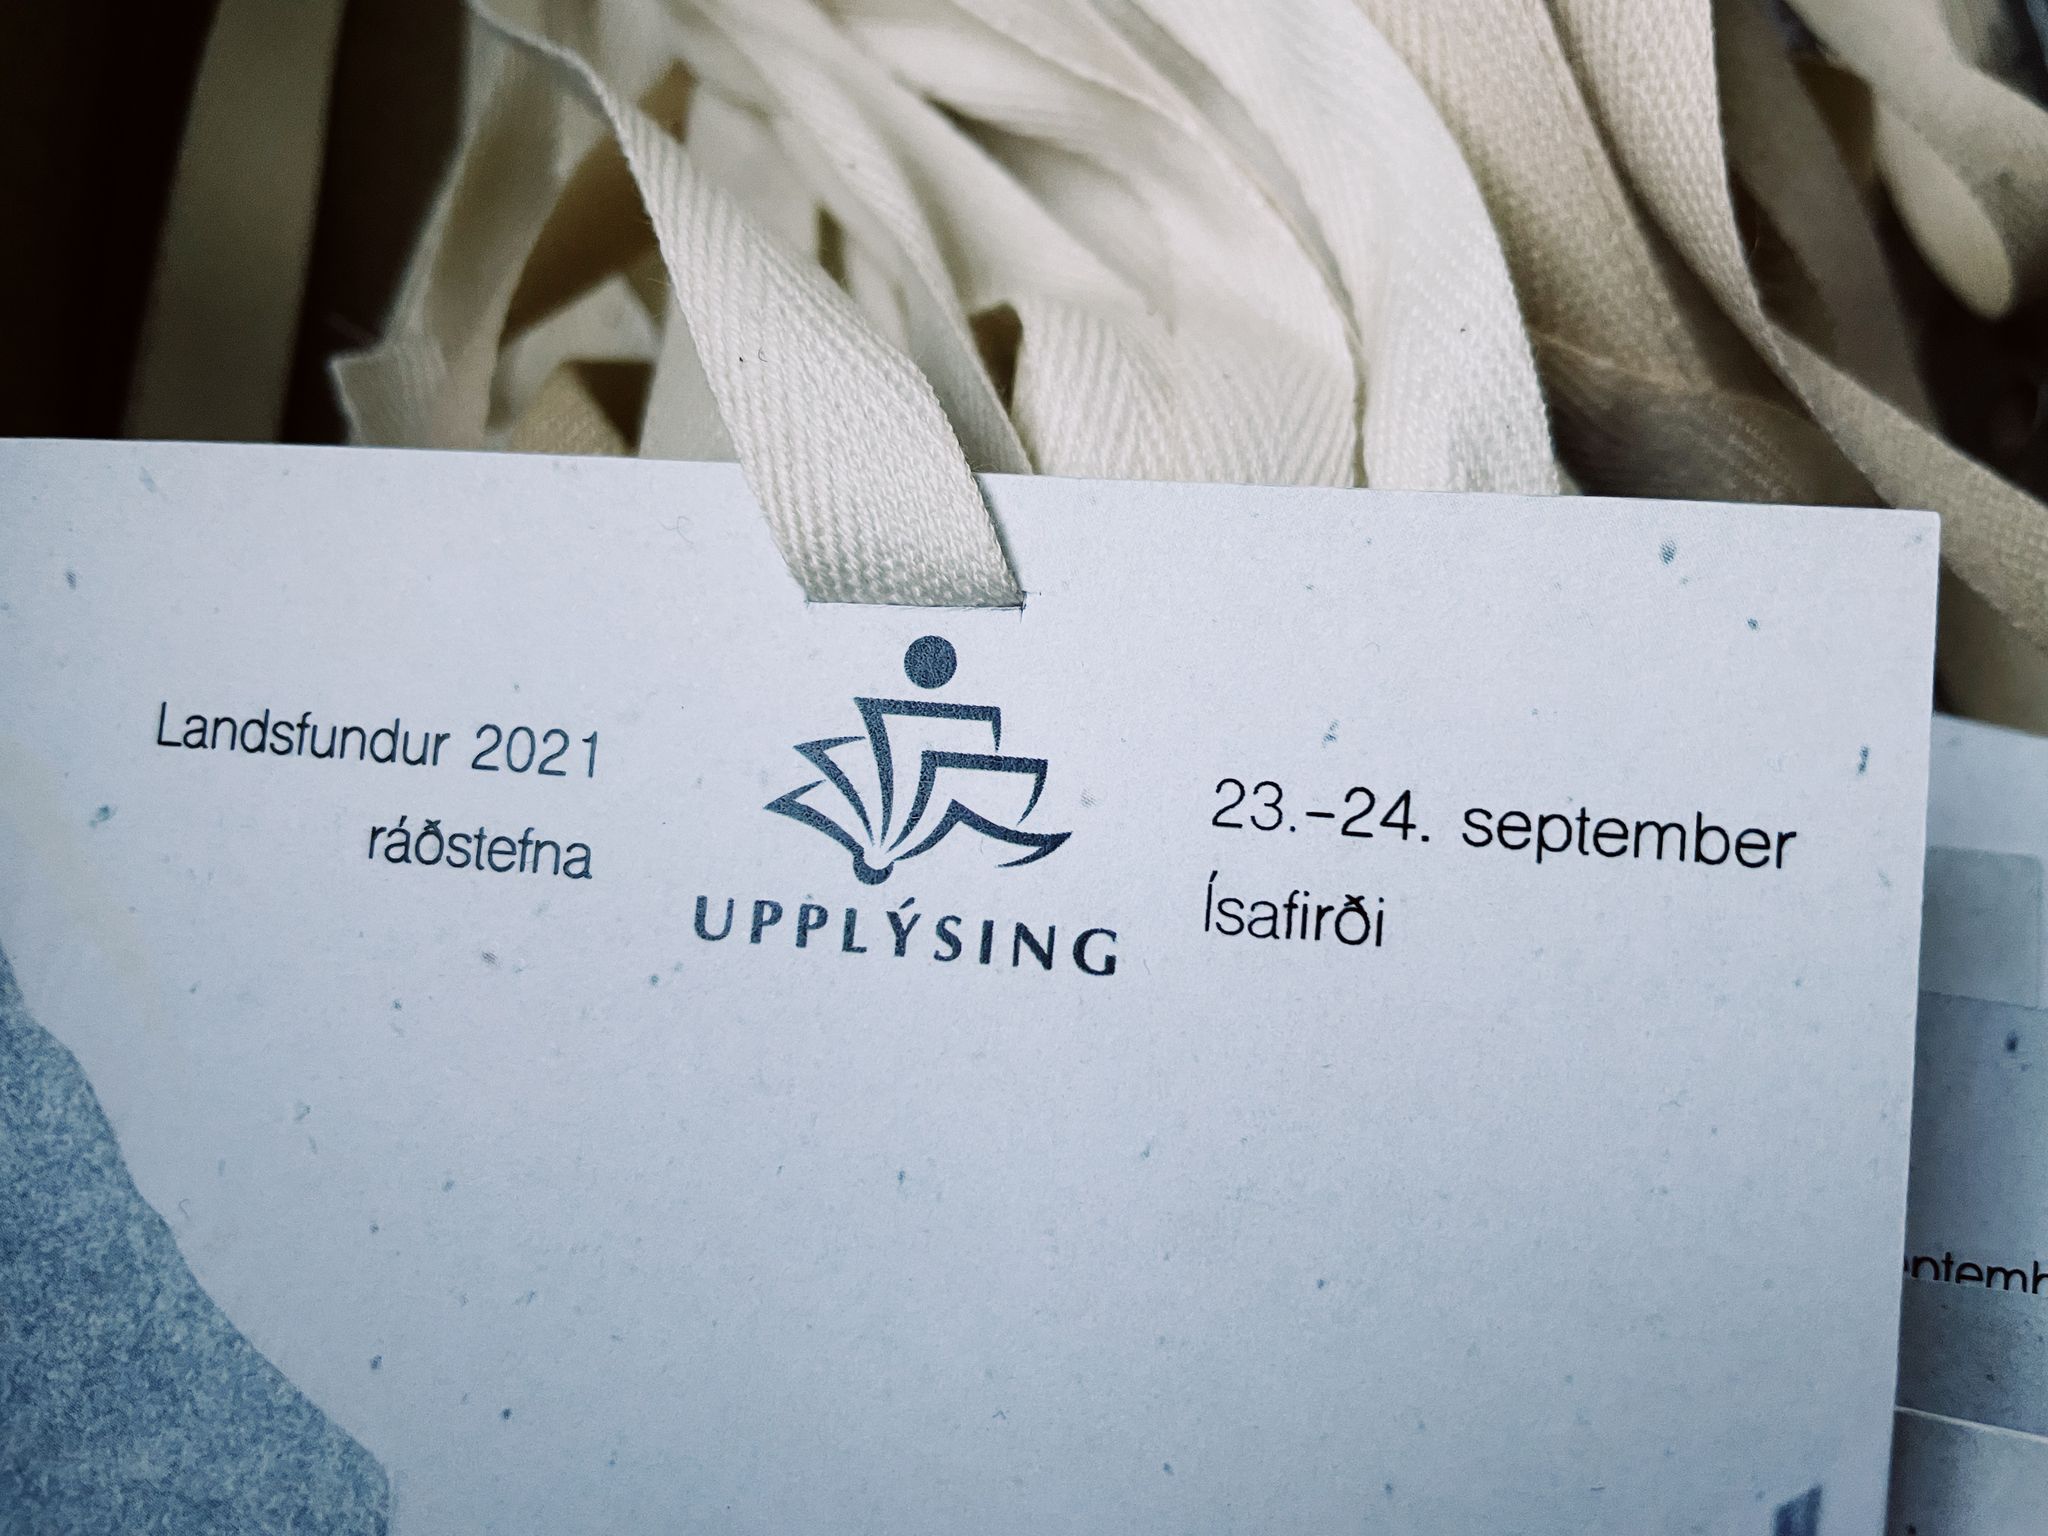 Landsfundur 2021
ráðstefna
UPPLÝSING
23.-24. september
Ísafirði